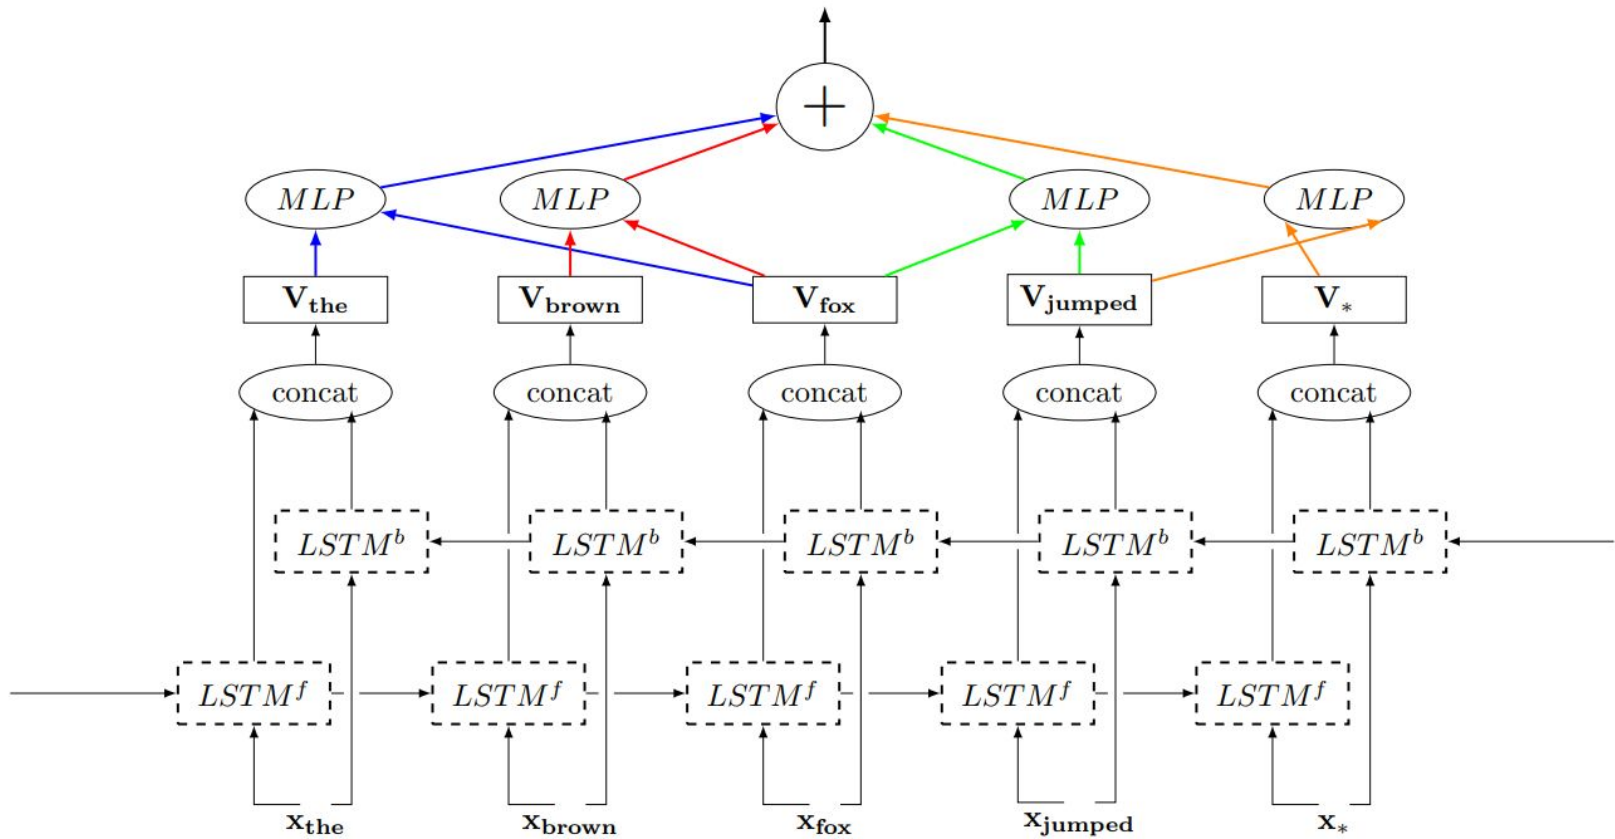 +
MLP MLP MLP MLP
V_the V_brown V_fox V_jumped V_*
concat concat concat concat concat
LSTM^b LSTM^b LSTM^b LSTM^b LSTM^b
LSTM^f LSTM^f LSTM^f LSTM^f LSTM^f
x_the x_brown x_fox x_jumped x_*